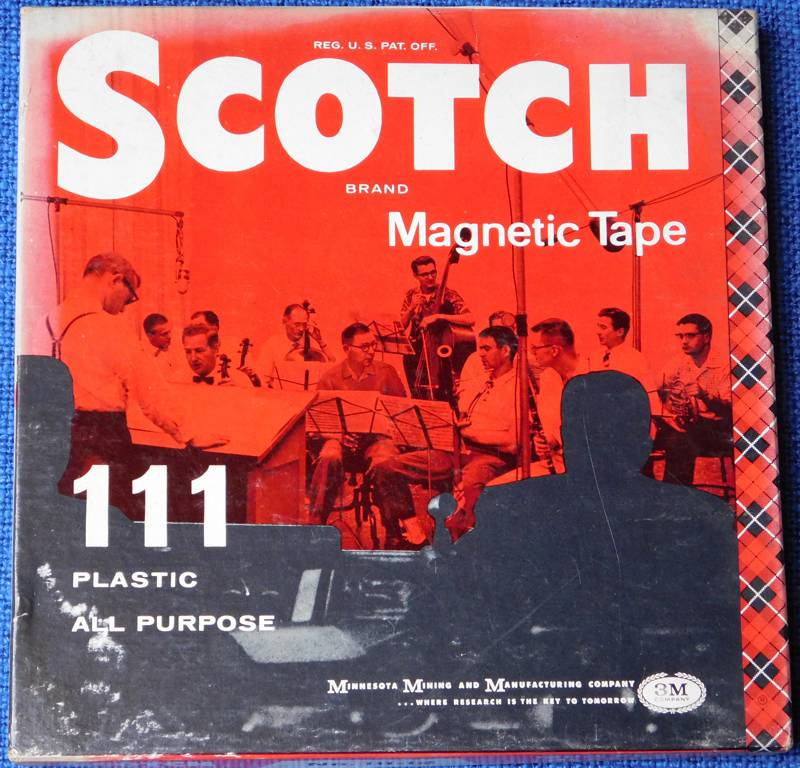 REG. U. S. PAT. OFF.
SCOTCH
BRAND
Magnetic Tape
111
PLASTIC
ALL PURPOSE
MINNESOTA MINING AND MANUFACTURING COMPANY
...WHERE RESEARCH IS THE KEY TO TOMORROW
3M
COMPANY